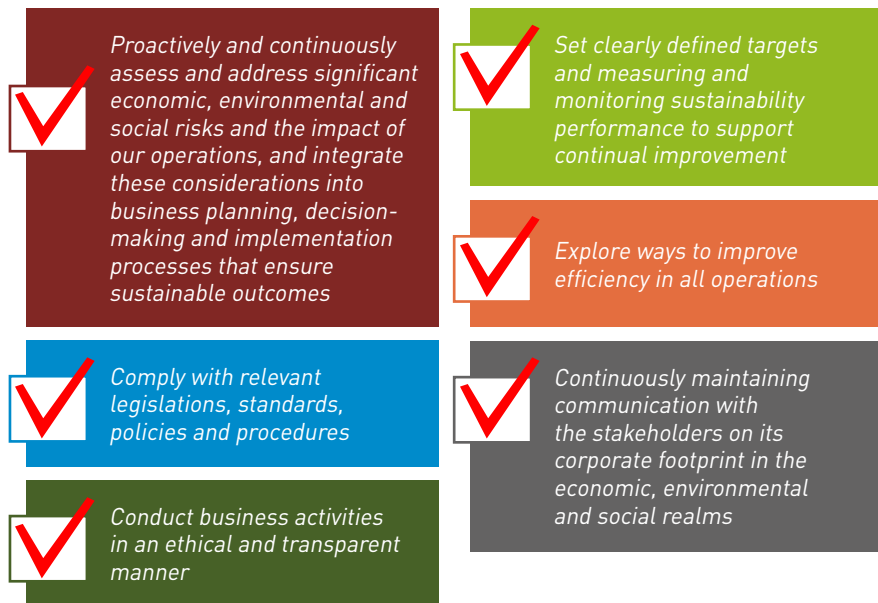 Proactively and continuously
assess and address significant
economic, environmental and
social risks and the impact of
our operations, and integrate
these considerations into
business planning, decision-
making and implementation
processes that ensure
sustainable outcomes
Comply with relevant
legislations, standards,
policies and procedures
Conduct business activities
in an ethical and transparent
manner
Set clearly defined targets
and measuring and
monitoring sustainability
performance to support
continual improvement
Explore ways to improve
efficiency in all operations
Continuously maintaining
communication with
the stakeholders on its
corporate footprint in the
economic, environmental
and social realms